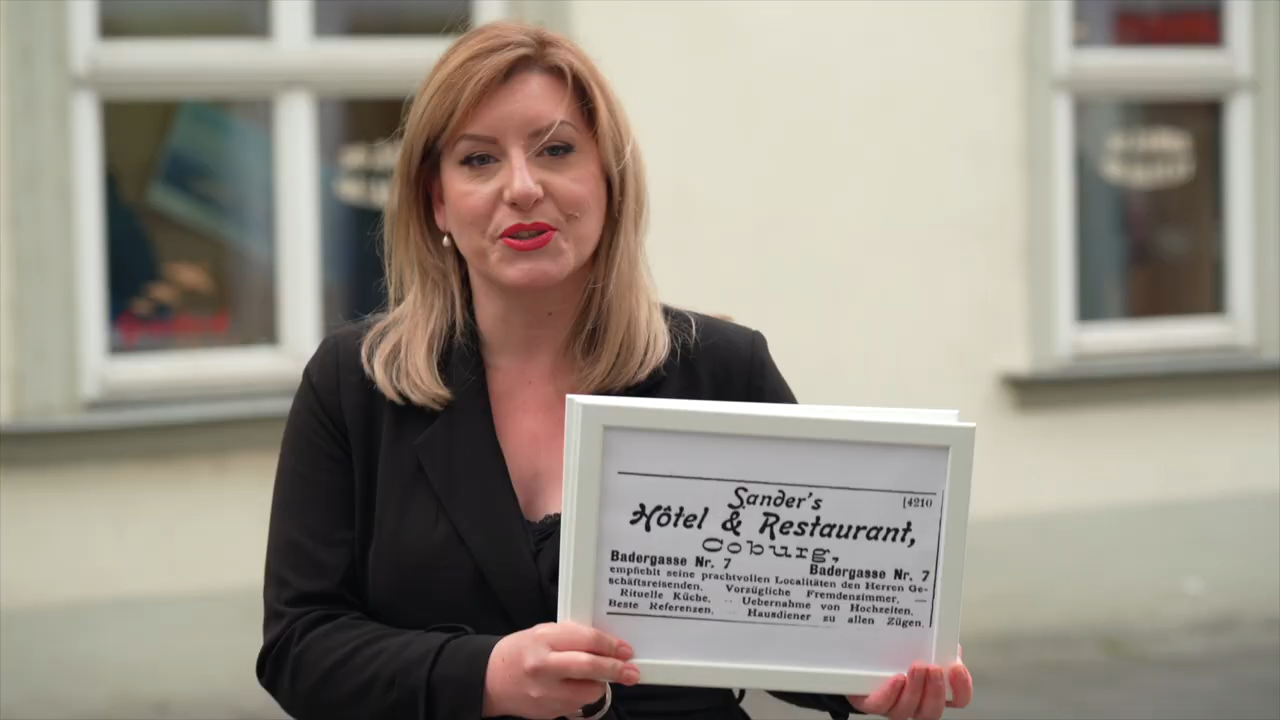 Sander's [4210
Hôtel & Restaurant,
Coburg,
Badergasse Nr. 7 Badergasse Nr. 7
empfiehlt seine prachtvollen Localitäten den Herren Ge-
schäftsreisenden. Vorzügliche Fremdenzimmer. —
Rituelle Küche. -- Uebernahme von Hochzeiten.
Beste Referenzen. Hausdiener zu allen Zügen.